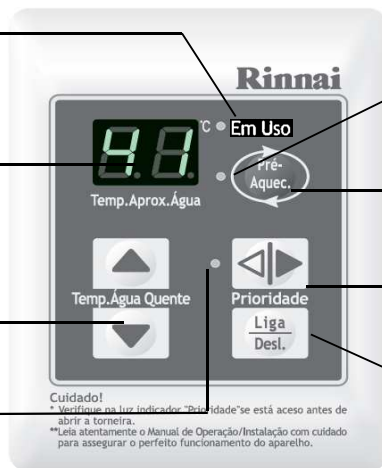 Rinnai
4.1 °C Em Uso
Pré-
Aquec.
Temp.Aprox.Água
Temp.Água Quente Prioridade
Liga
Desl.
Cuidado!
* Verifique na luz indicador "Prioridade"se está aceso antes de
abrir a torneira.
**Leia atentamente o Manual de Operação/Instalação com cuidado
para assegurar o perfeito funcionamento do aparelho.